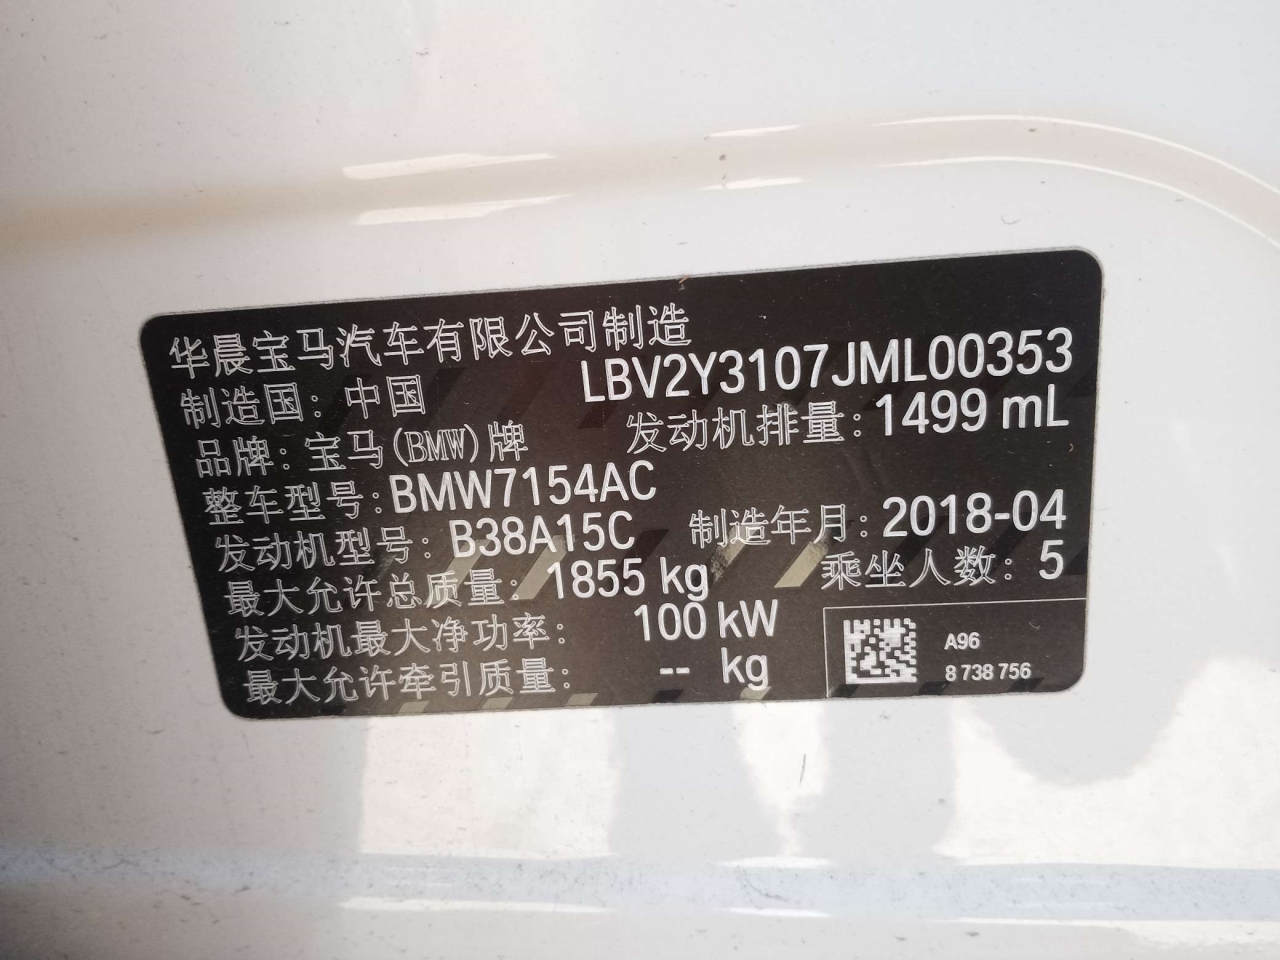 华晨宝马汽车有限公司制造
LBV2Y3107JML00353
制造国：中国
品牌：宝马(BMW)牌
发动机排量：1499 mL
整车型号：BMW7154AC
发动机型号：B38A15C
制造年月：2018-04
最大允许总质量：1855 kg
乘坐人数：5
发动机最大净功率：100 kW
最大允许牵引质量：-- kg
A96
8 738 756